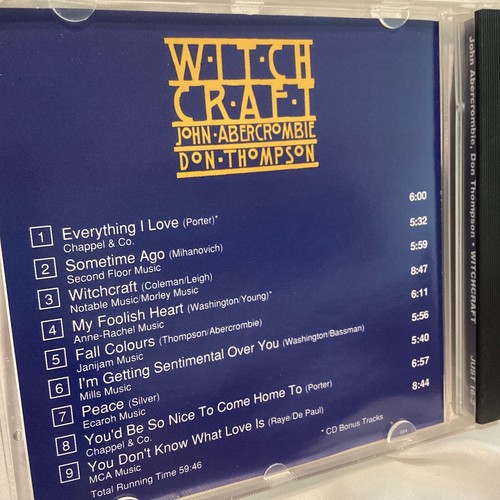 W·I·T·C·H
C·R·A·F·T
JOHN·ABERCROMBIE
DON·THOMPSON
1 Everything I Love (Porter)* 6:00
Chappel & Co.
2 Sometime Ago (Mihanovich) 5:32
Second Floor Music
3 Witchcraft (Coleman/Leigh) 5:59
Notable Music/Morley Music
4 My Foolish Heart (Washington/Young)* 8:47
Anne-Rachel Music
5 Fall Colours (Thompson/Abercrombie) 6:11
Janijam Music
6 I'm Getting Sentimental Over You (Washington/Bassman) 5:56
Mills Music
7 Peace (Silver) 5:40
Ecaroh Music
8 You'd Be So Nice To Come Home To (Porter) 6:57
Chappell & Co.
9 You Don't Know What Love Is (Raye/De Paul) 8:44
MCA Music
* CD Bonus Tracks
Total Running Time 59:46
John Abercrombie, Don Thompson • WITCHCRAFT JUST 16-2